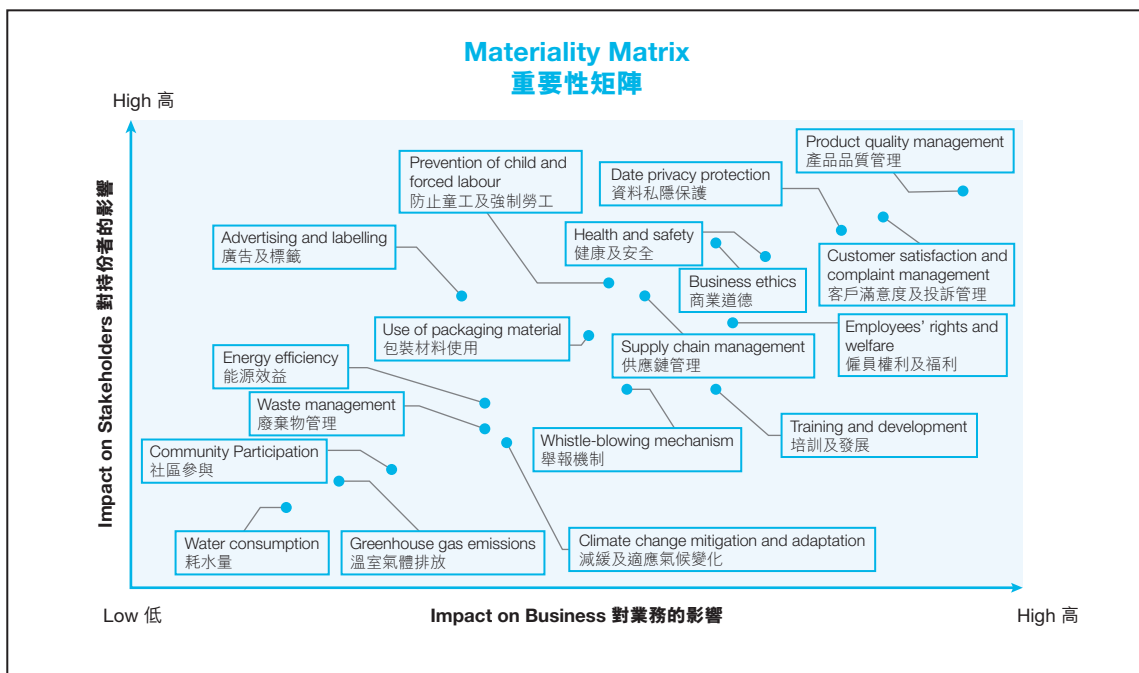 Materiality Matrix
重要性矩陣
High 高
Impact on Stakeholders 對持份者的影響
Product quality management
產品品質管理
Prevention of child and
forced labour
防止童工及強制勞工
Date privacy protection
資料私隱保護
Advertising and labelling
廣告及標籤
Health and safety
健康及安全
Customer satisfaction and
complaint management
客戶滿意度及投訴管理
Business ethics
商業道德
Use of packaging material
包裝材料使用
Supply chain management
供應鏈管理
Employees’ rights and
welfare
僱員權利及福利
Energy efficiency
能源效益
Waste management
廢棄物管理
Whistle-blowing mechanism
舉報機制
Training and development
培訓及發展
Community Participation
社區參與
Water consumption
耗水量
Greenhouse gas emissions
溫室氣體排放
Climate change mitigation and adaptation
減緩及適應氣候變化
Low 低
Impact on Business 對業務的影響
High 高